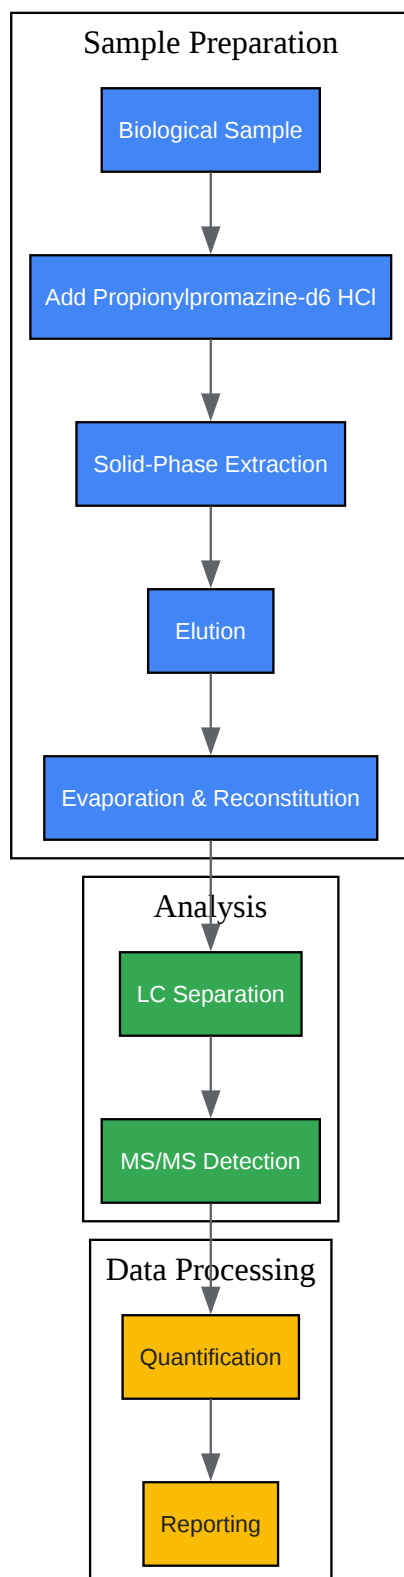 Sample Preparation
Biological Sample
Add Propionylpromazine-d6 HCl
Solid-Phase Extraction
Elution
Evaporation & Reconstitution
Analysis
LC Separation
MS/MS Detection
Data Processing
Quantification
Reporting